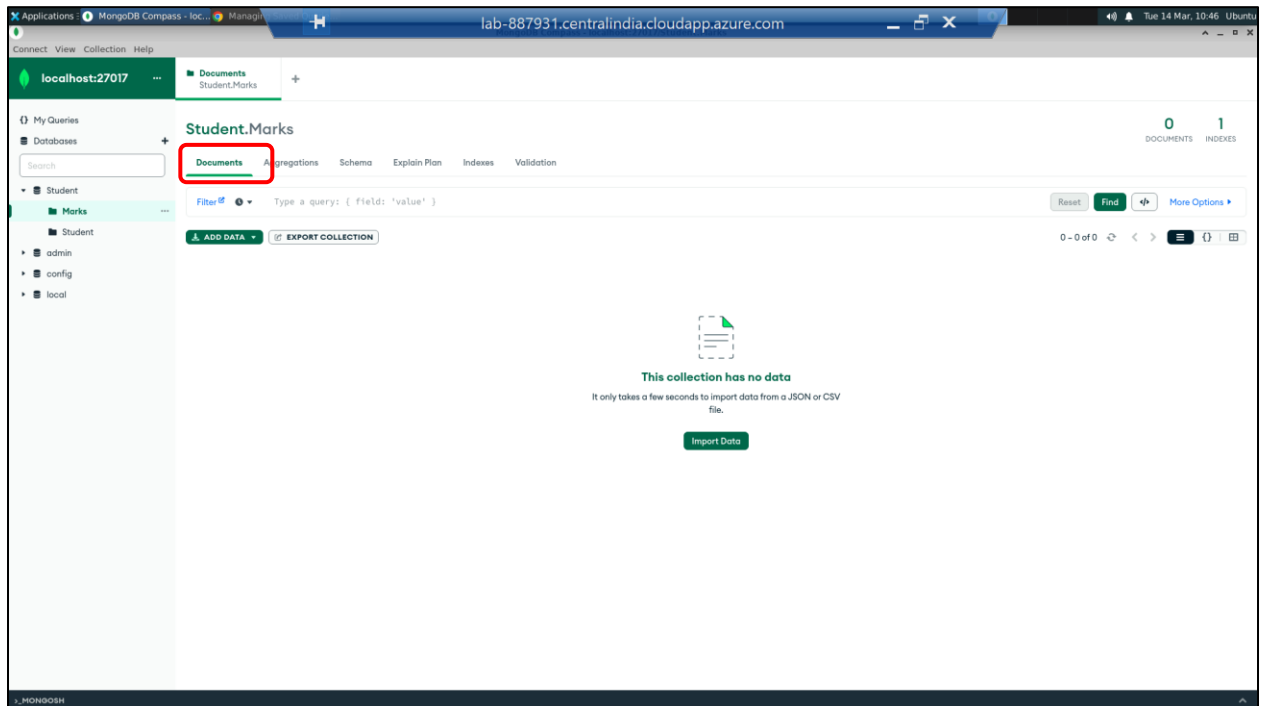 Applications : MongoDB Compass - loc... Managin
lab-887931.centralindia.cloudapp.azure.com
Tue 14 Mar, 10:46 Ubuntu
Connect View Collection Help
localhost:27017 ...
Documents
Student.Marks
+
{} My Queries
Databases +
Search
Student
Marks ...
Student
admin
config
local
Student.Marks
0 DOCUMENTS
1 INDEXES
Documents Aggregations Schema Explain Plan Indexes Validation
Filter Type a query: { field: 'value' } Reset Find </> More Options
ADD DATA EXPORT COLLECTION 0 – 0 of 0 < > {}
This collection has no data
It only takes a few seconds to import data from a JSON or CSV
file.
Import Data
>_MONGOSH